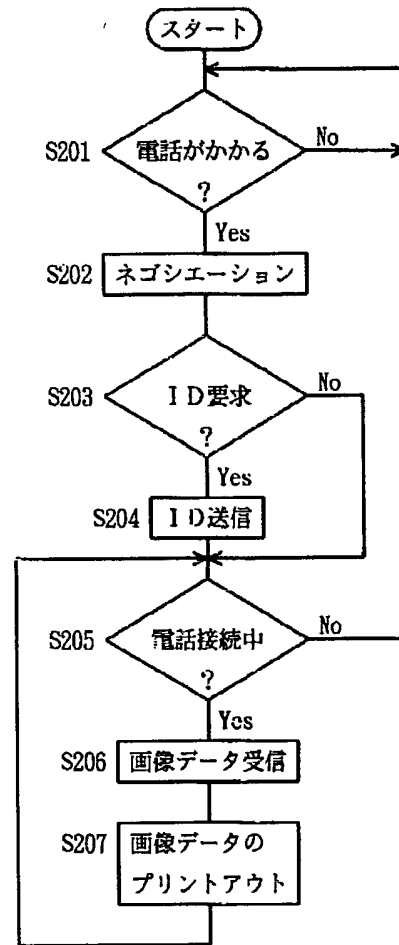 スタート
S201
電話がかかる
?
No
Yes
S202
ネゴシエーション
S203
ID要求
?
No
Yes
S204
ID送信
S205
電話接続中
?
No
Yes
S206
画像データ受信
S207
画像データの
プリントアウト